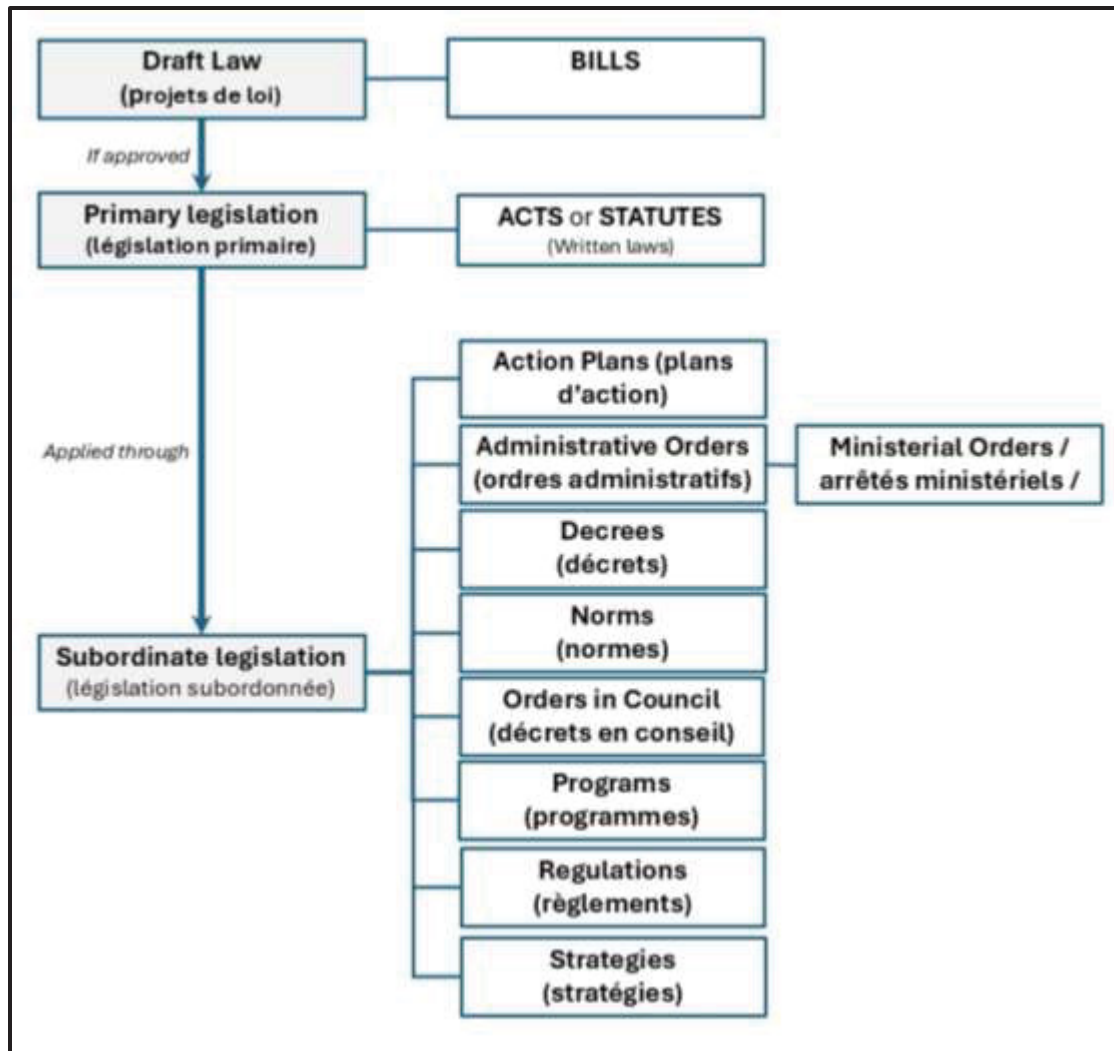 Draft Law
(projets de loi)
BILLS
If approved
Primary legislation
(législation primaire)
ACTS or STATUTES
(Written laws)
Applied through
Action Plans (plans
d'action)
Administrative Orders
(ordres administratifs)
Ministerial Orders /
arrêtés ministériels /
Decrees
(décrets)
Norms
(normes)
Subordinate legislation
(législation subordonnée)
Orders in Council
(décrets en conseil)
Programs
(programmes)
Regulations
(règlements)
Strategies
(stratégies)